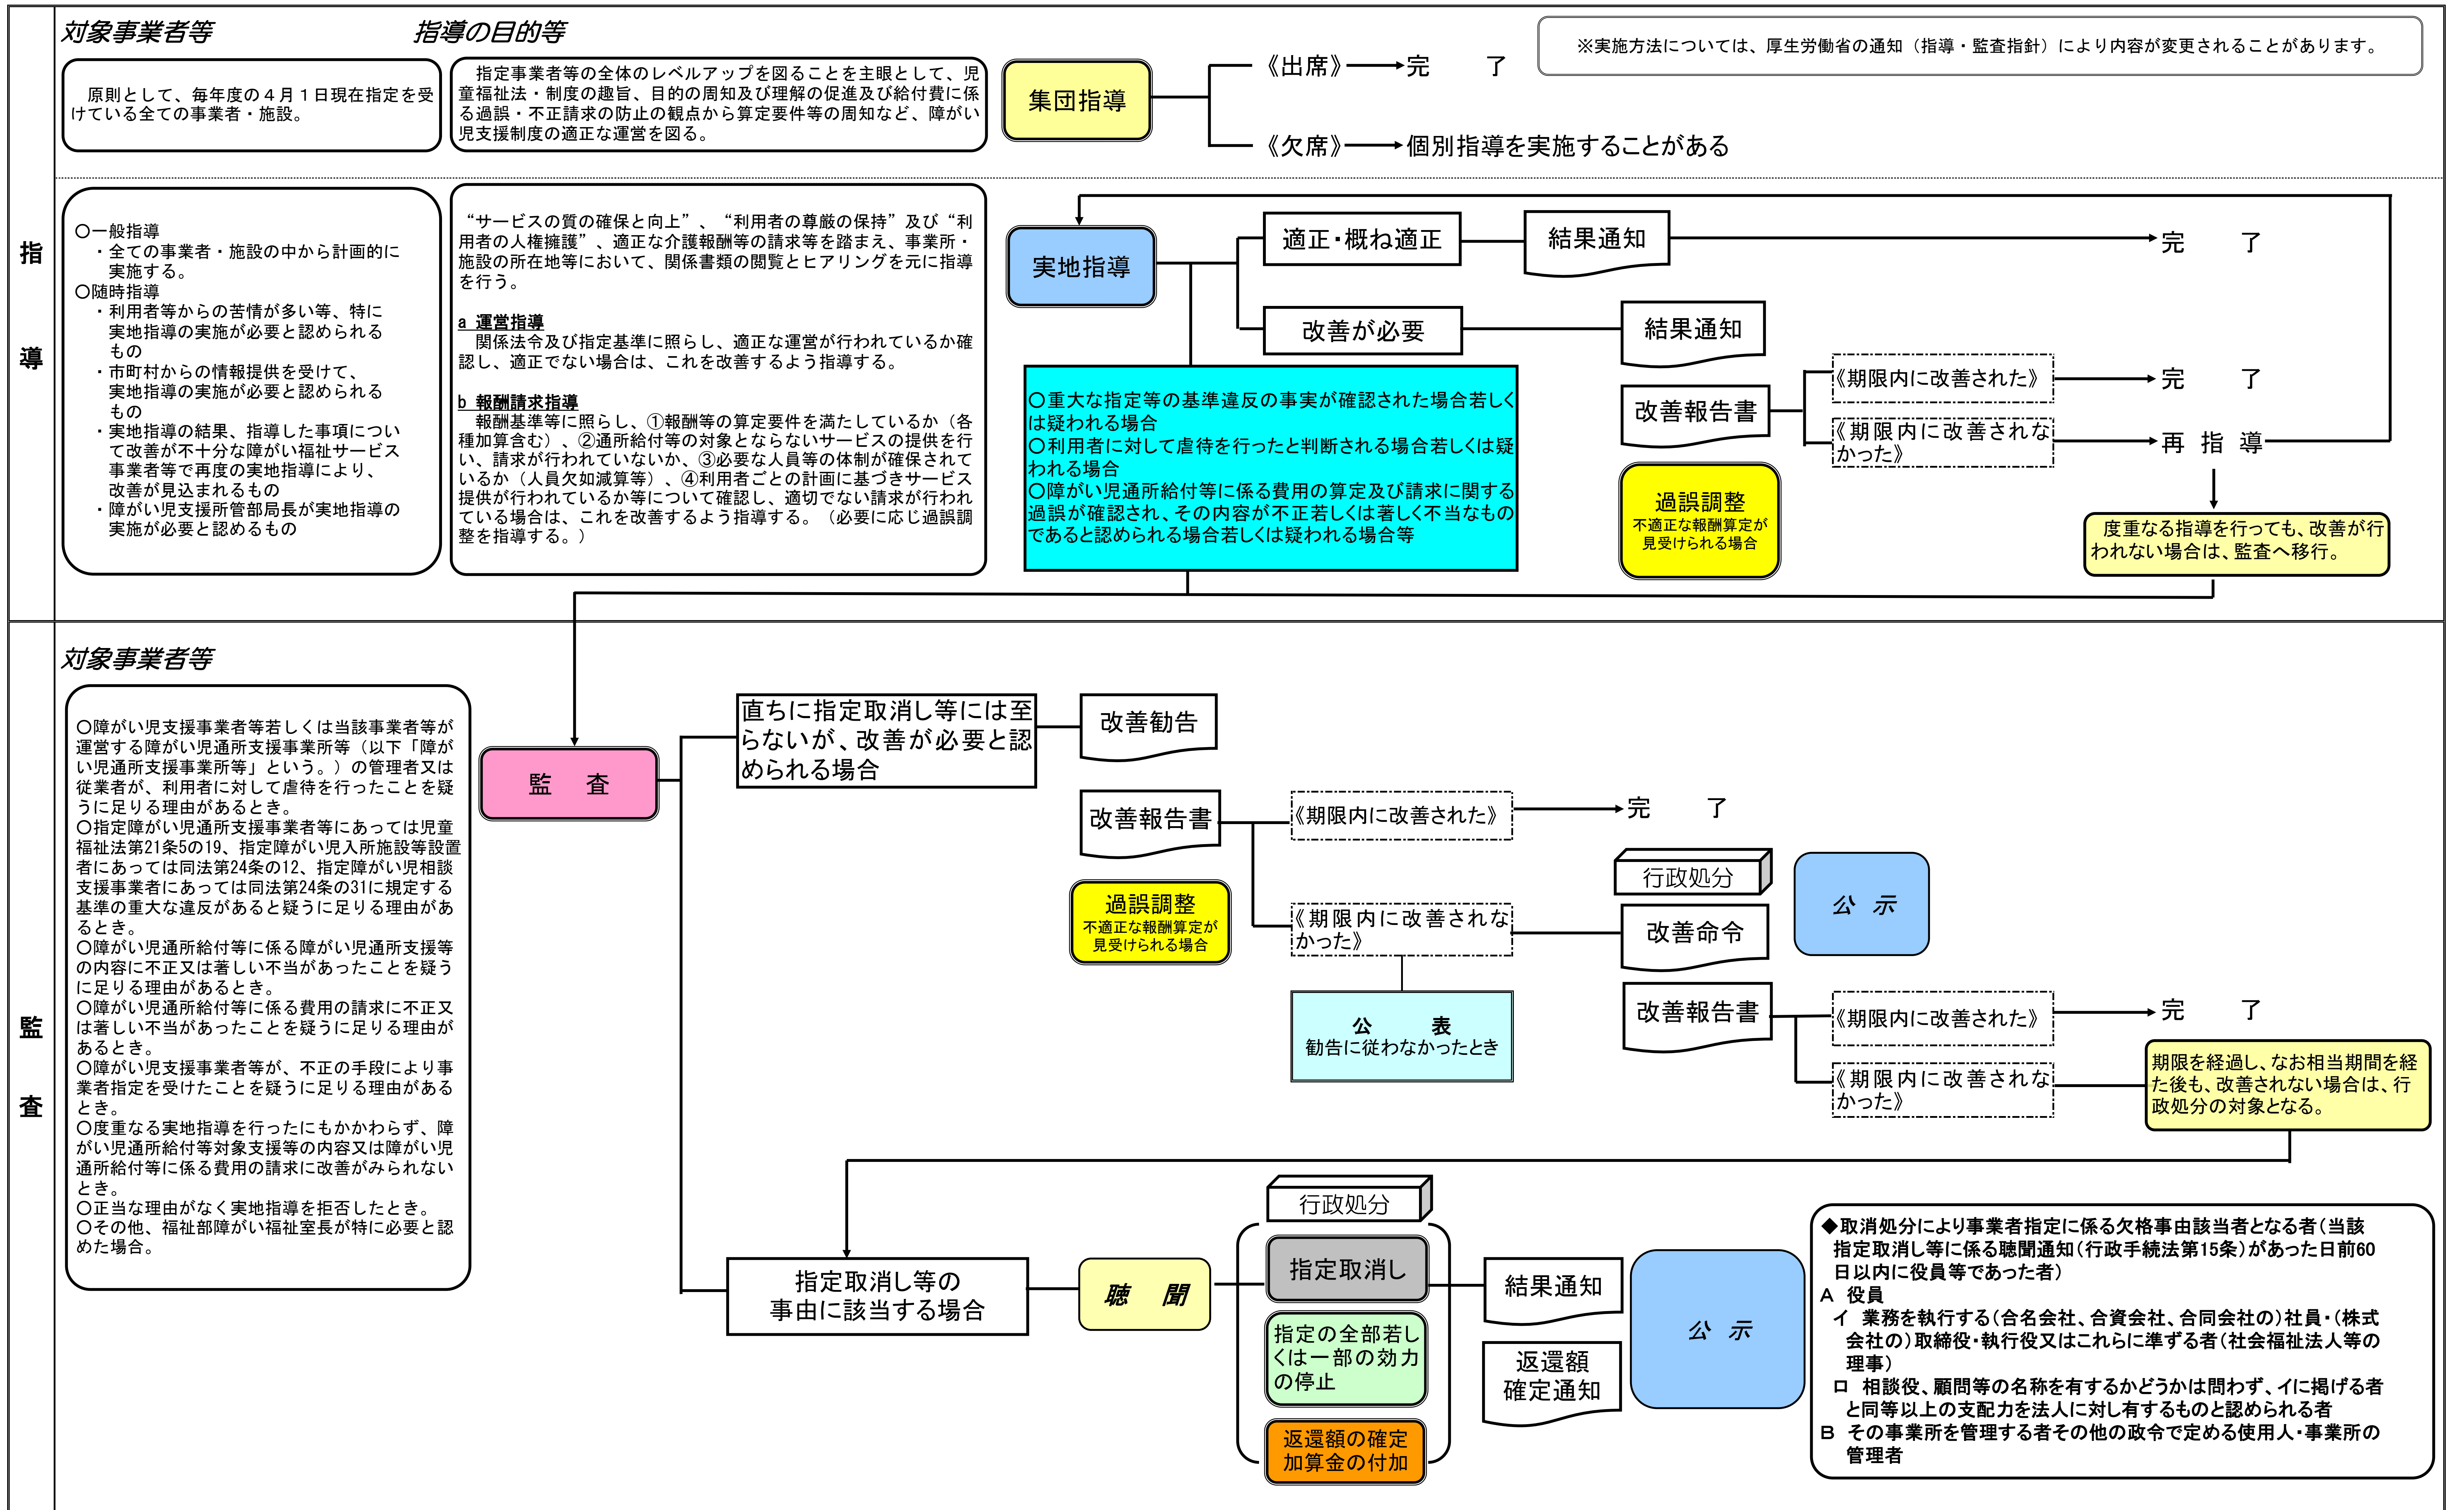 対象事業者等
指導の目的等
※実施方法については、厚生労働省の通知（指導・監査指針）により内容が変更されることがあります。
指導
原則として、毎年度の４月１日現在指定を受
けている全ての事業者・施設。
指定事業者等の全体のレベルアップを図ることを主眼として、児
童福祉法・制度の趣旨、目的の周知及び理解の促進及び給付費に係
る過誤・不正請求の防止の観点から算定要件等の周知など、障がい
児支援制度の適正な運営を図る。
集団指導
《出席》
完　了
《欠席》
個別指導を実施することがある
〇一般指導
・全ての事業者・施設の中から計画的に
実施する。
〇随時指導
・利用者等からの苦情が多い等、特に
実地指導の実施が必要と認められる
もの
・市町村からの情報提供を受けて、
実地指導の実施が必要と認められる
もの
・実地指導の結果、指導した事項につい
て改善が不十分な障がい福祉サービス
事業者等で再度の実地指導により、
改善が見込まれるもの
・障がい児支援所管部局長が実地指導の
実施が必要と認めるもの
“サービスの質の確保と向上”、“利用者の尊厳の保持”及び“利
用者の人権擁護”、適正な介護報酬等の請求等を踏まえ、事業所・
施設の所在地等において、関係書類の閲覧とヒアリングを元に指導
を行う。
a 運営指導
関係法令及び指定基準に照らし、適正な運営が行われているか確
認し、適正でない場合は、これを改善するよう指導する。
b 報酬請求指導
報酬基準等に照らし、①報酬等の算定要件を満たしているか（各
種加算含む）、②通所給付等の対象とならないサービスの提供を行
い、請求が行われていないか、③必要な人員等の体制が確保されて
いるか（人員欠如減算等）、④利用者ごとの計画に基づきサービス
提供が行われているか等について確認し、適切でない請求が行われ
ている場合は、これを改善するよう指導する。（必要に応じ過誤調
整を指導する。）
実地指導
適正・概ね適正
結果通知
完　了
改善が必要
結果通知
改善報告書
《期限内に改善された》
完　了
《期限内に改善されな
かった》
再 指 導
過誤調整
不適正な報酬算定が
見受けられる場合
度重なる指導を行っても、改善が行
われない場合は、監査へ移行。
〇重大な指定等の基準違反の事実が確認された場合若しく
は疑われる場合
〇利用者に対して虐待を行ったと判断される場合若しくは疑
われる場合
〇障がい児通所給付等に係る費用の算定及び請求に関する
過誤が確認され、その内容が不正若しくは著しく不当なもの
であると認められる場合若しくは疑われる場合等
監査
対象事業者等
〇障がい児支援事業者等若しくは当該事業者等が
運営する障がい児通所支援事業所等（以下「障が
い児通所支援事業所等」という。）の管理者又は
従業者が、利用者に対して虐待を行ったことを疑
うに足りる理由があるとき。
〇指定障がい児通所支援事業者等にあっては児童
福祉法第21条5の19、指定障がい児入所施設等設置
者にあっては同法第24条の12、指定障がい児相談
支援事業者にあっては同法第24条の31に規定する
基準の重大な違反があると疑うに足りる理由があ
るとき。
〇障がい児通所給付等に係る障がい児通所支援等
の内容に不正又は著しい不当があったことを疑う
に足りる理由があるとき。
〇障がい児通所給付等に係る費用の請求に不正又
は著しい不当があったことを疑うに足りる理由が
あるとき。
〇障がい児支援事業者等が、不正の手段により事
業者指定を受けたことを疑うに足りる理由がある
とき。
〇度重なる実地指導を行ったにもかかわらず、障
がい児通所給付等対象支援等の内容又は障がい児
通所給付等に係る費用の請求に改善がみられない
とき。
〇正当な理由がなく実地指導を拒否したとき。
〇その他、福祉部障がい福祉室長が特に必要と認
めた場合。
監　査
直ちに指定取消し等には至
らないが、改善が必要と認
められる場合
改善勧告
改善報告書
《期限内に改善された》
完　了
過誤調整
不適正な報酬算定が
見受けられる場合
《期限内に改善されな
かった》
公　表
勧告に従わなかったとき
行政処分
改善命令
公 示
改善報告書
《期限内に改善された》
完　了
《期限内に改善されな
かった》
期限を経過し、なお相当期間を経
た後も、改善されない場合は、行
政処分の対象となる。
指定取消し等の
事由に該当する場合
聴　聞
行政処分
指定取消し
指定の全部若し
くは一部の効力
の停止
返還額の確定
加算金の付加
結果通知
返還額
確定通知
公 示
◆取消処分により事業者指定に係る欠格事由該当者となる者（当該
指定取消し等に係る聴聞通知（行政手続法第15条）があった日前60
日以内に役員等であった者）
Ａ 役員
イ 業務を執行する（合名会社、合資会社、合同会社の）社員・（株式
会社の）取締役・執行役又はこれらに準ずる者（社会福祉法人等の
理事）
ロ 相談役、顧問等の名称を有するかどうかは問わず、イに掲げる者
と同等以上の支配力を法人に対し有するものと認められる者
Ｂ その事業所を管理する者その他の政令で定める使用人・事業所の
管理者